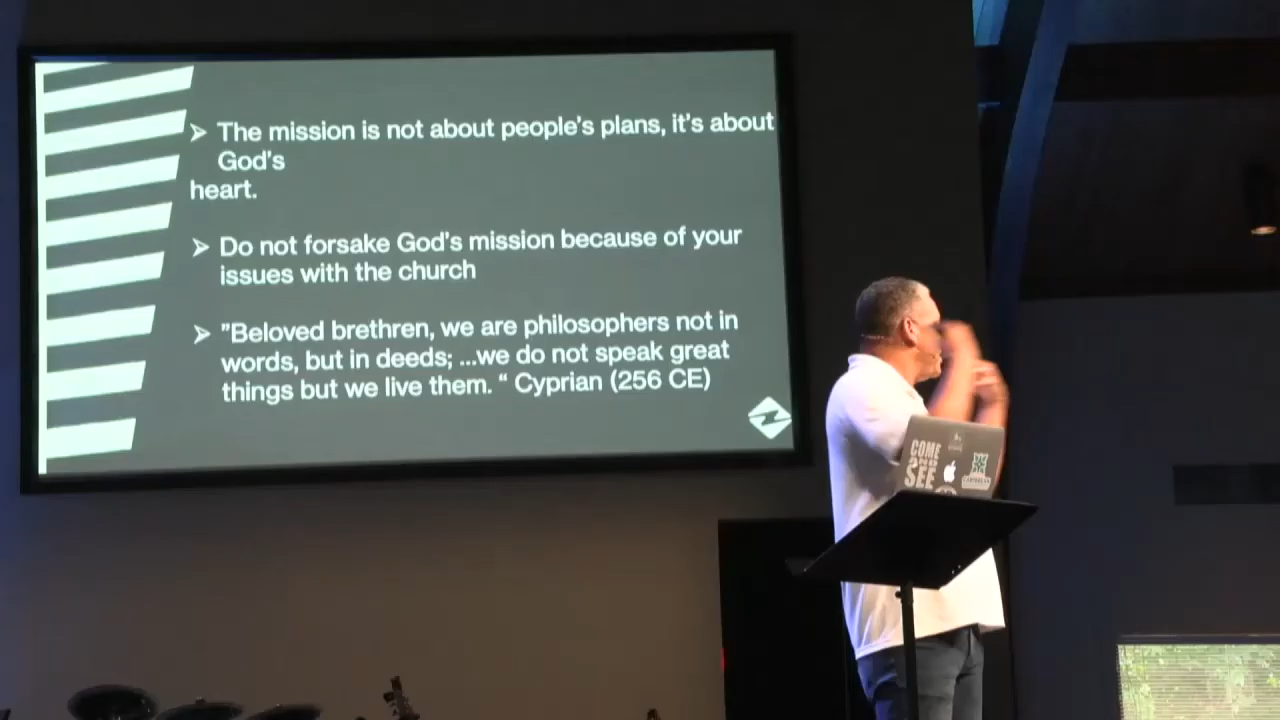 ➤ The mission is not about people's plans, it's about
God's
heart.
➤ Do not forsake God's mission because of your
issues with the church
➤ "Beloved brethren, we are philosophers not in
words, but in deeds; ...we do not speak great
things but we live them. “ Cyprian (256 CE)
COME
SEE